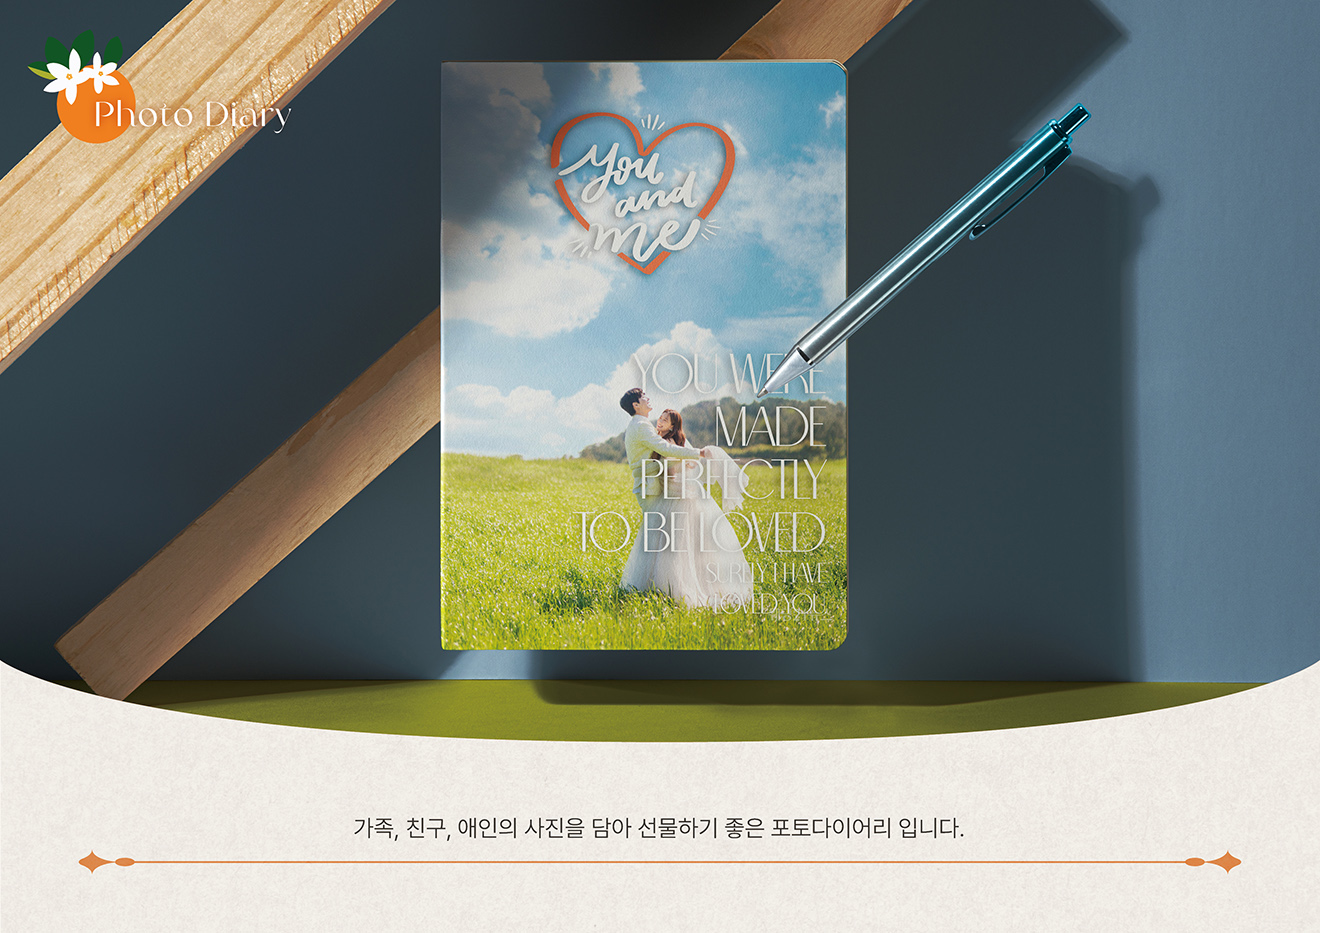 Photo Diary
you
and
me
YOU WERE
MADE
PERFECTLY
TO BE LOVED
SURELY I HAVE
LOVED YOU
가족, 친구, 애인의 사진을 담아 선물하기 좋은 포토다이어리 입니다.